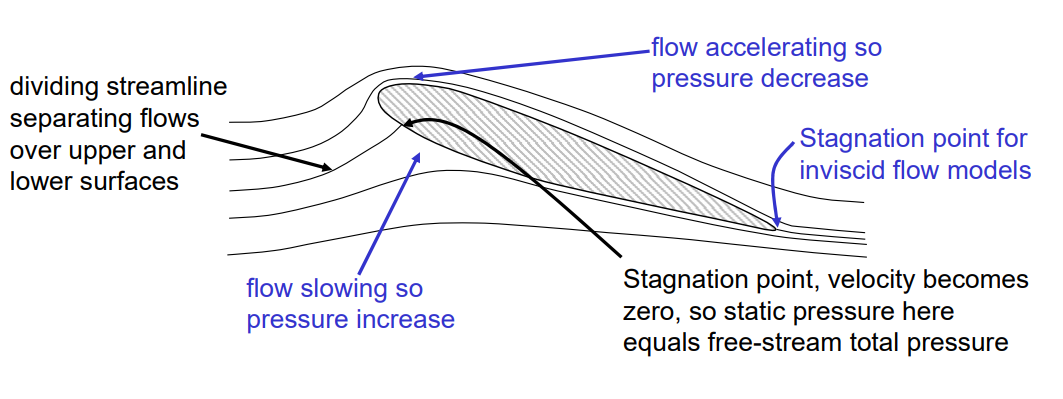 dividing streamline
separating flows
over upper and
lower surfaces
flow accelerating so
pressure decrease
Stagnation point for
inviscid flow models
flow slowing so
pressure increase
Stagnation point, velocity becomes
zero, so static pressure here
equals free-stream total pressure